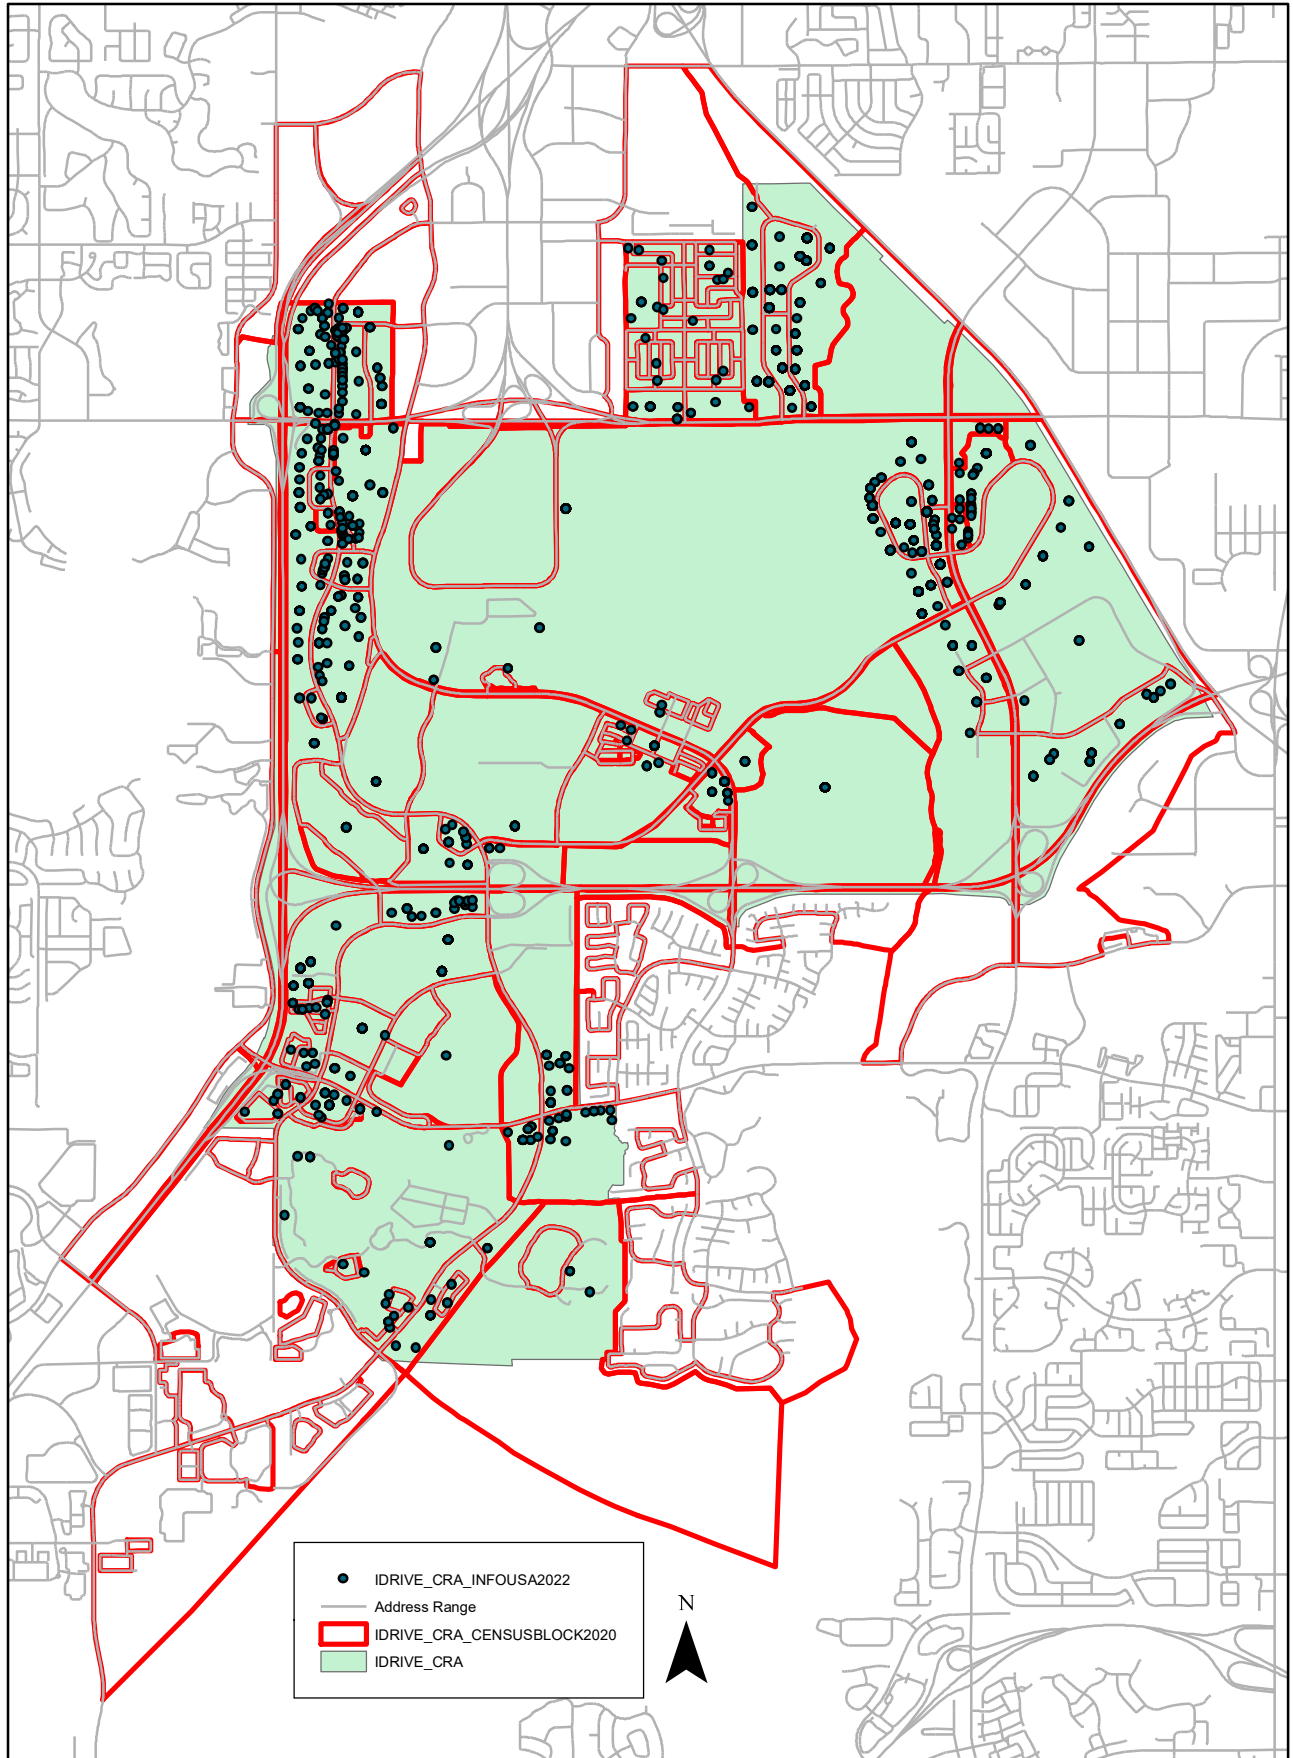 IDRIVE_CRA_INFOUSA2022
Address Range
IDRIVE_CRA_CENSUSBLOCK2020
IDRIVE_CRA
N